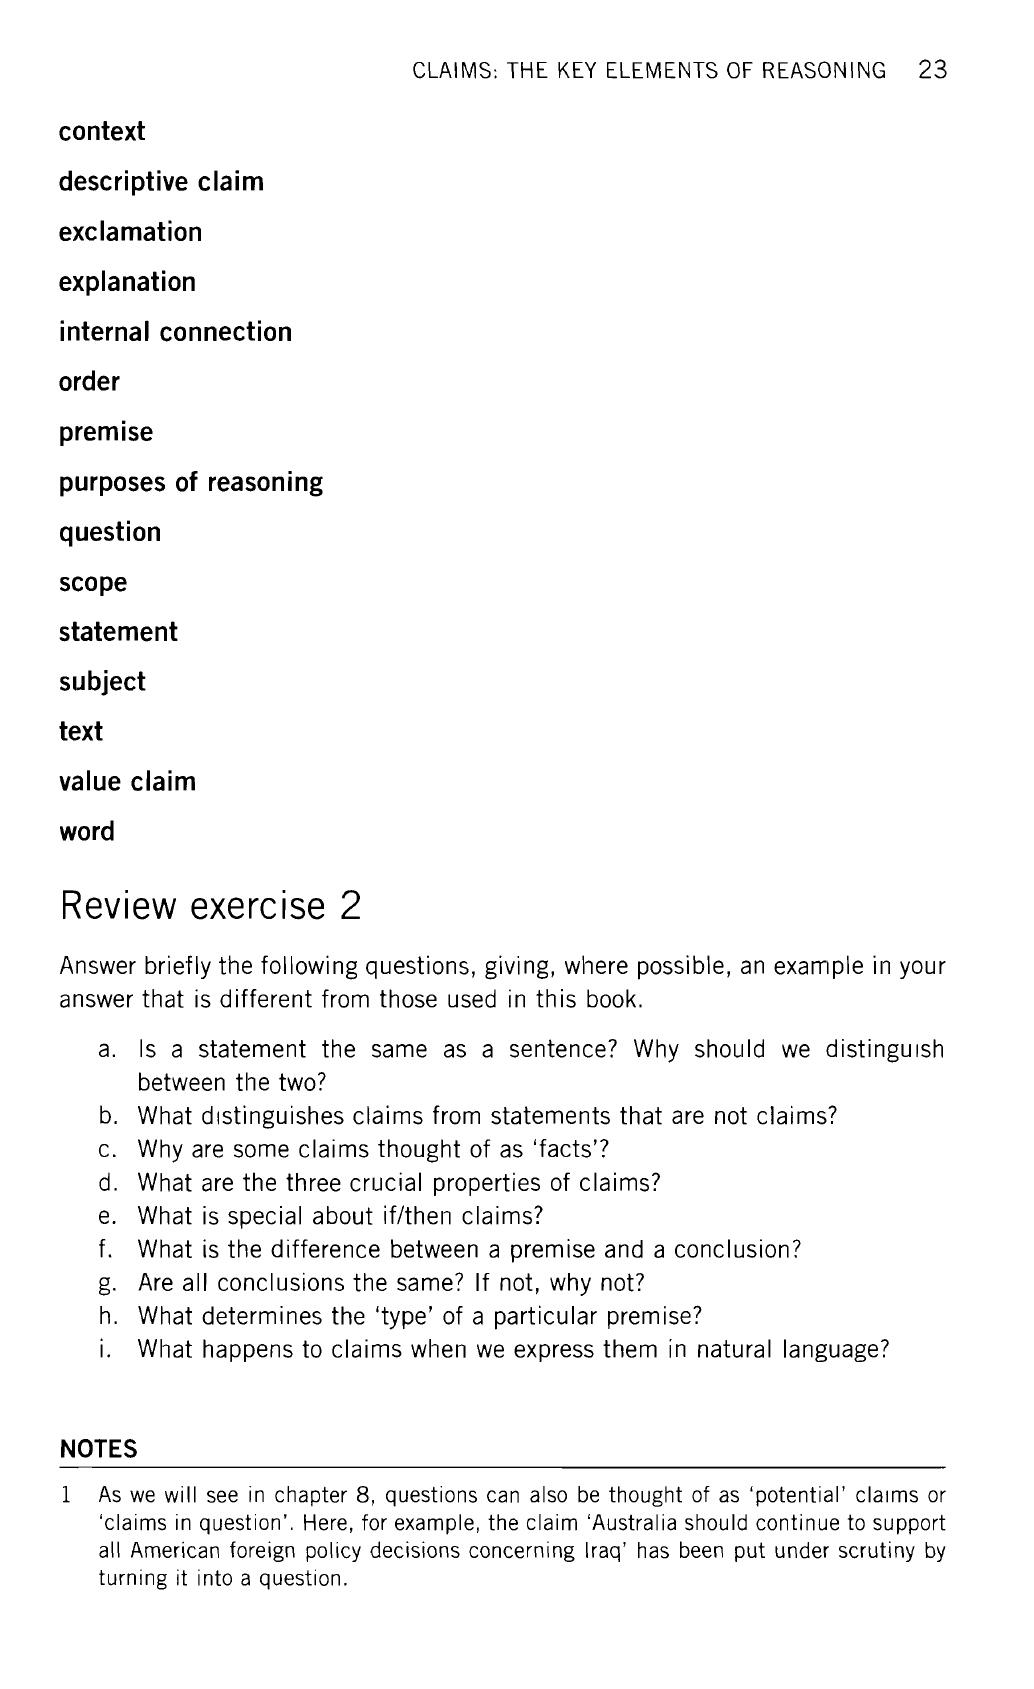 CLAIMS: THE KEY ELEMENTS OF REASONING 23
context
descriptive claim
exclamation
explanation
internal connection
order
premise
purposes of reasoning
question
scope
statement
subject
text
value claim
word
Review exercise 2
Answer briefly the following questions, giving, where possible, an example in your
answer that is different from those used in this book.
a. Is a statement the same as a sentence? Why should we distinguish
between the two?
b. What distinguishes claims from statements that are not claims?
c. Why are some claims thought of as ‘facts’?
d. What are the three crucial properties of claims?
e. What is special about if/then claims?
f. What is the difference between a premise and a conclusion?
g. Are all conclusions the same? If not, why not?
h. What determines the ‘type’ of a particular premise?
i. What happens to claims when we express them in natural language?
NOTES
1 As we will see in chapter 8, questions can also be thought of as ‘potential’ claims or
‘claims in question’. Here, for example, the claim ‘Australia should continue to support
all American foreign policy decisions concerning Iraq’ has been put under scrutiny by
turning it into a question.